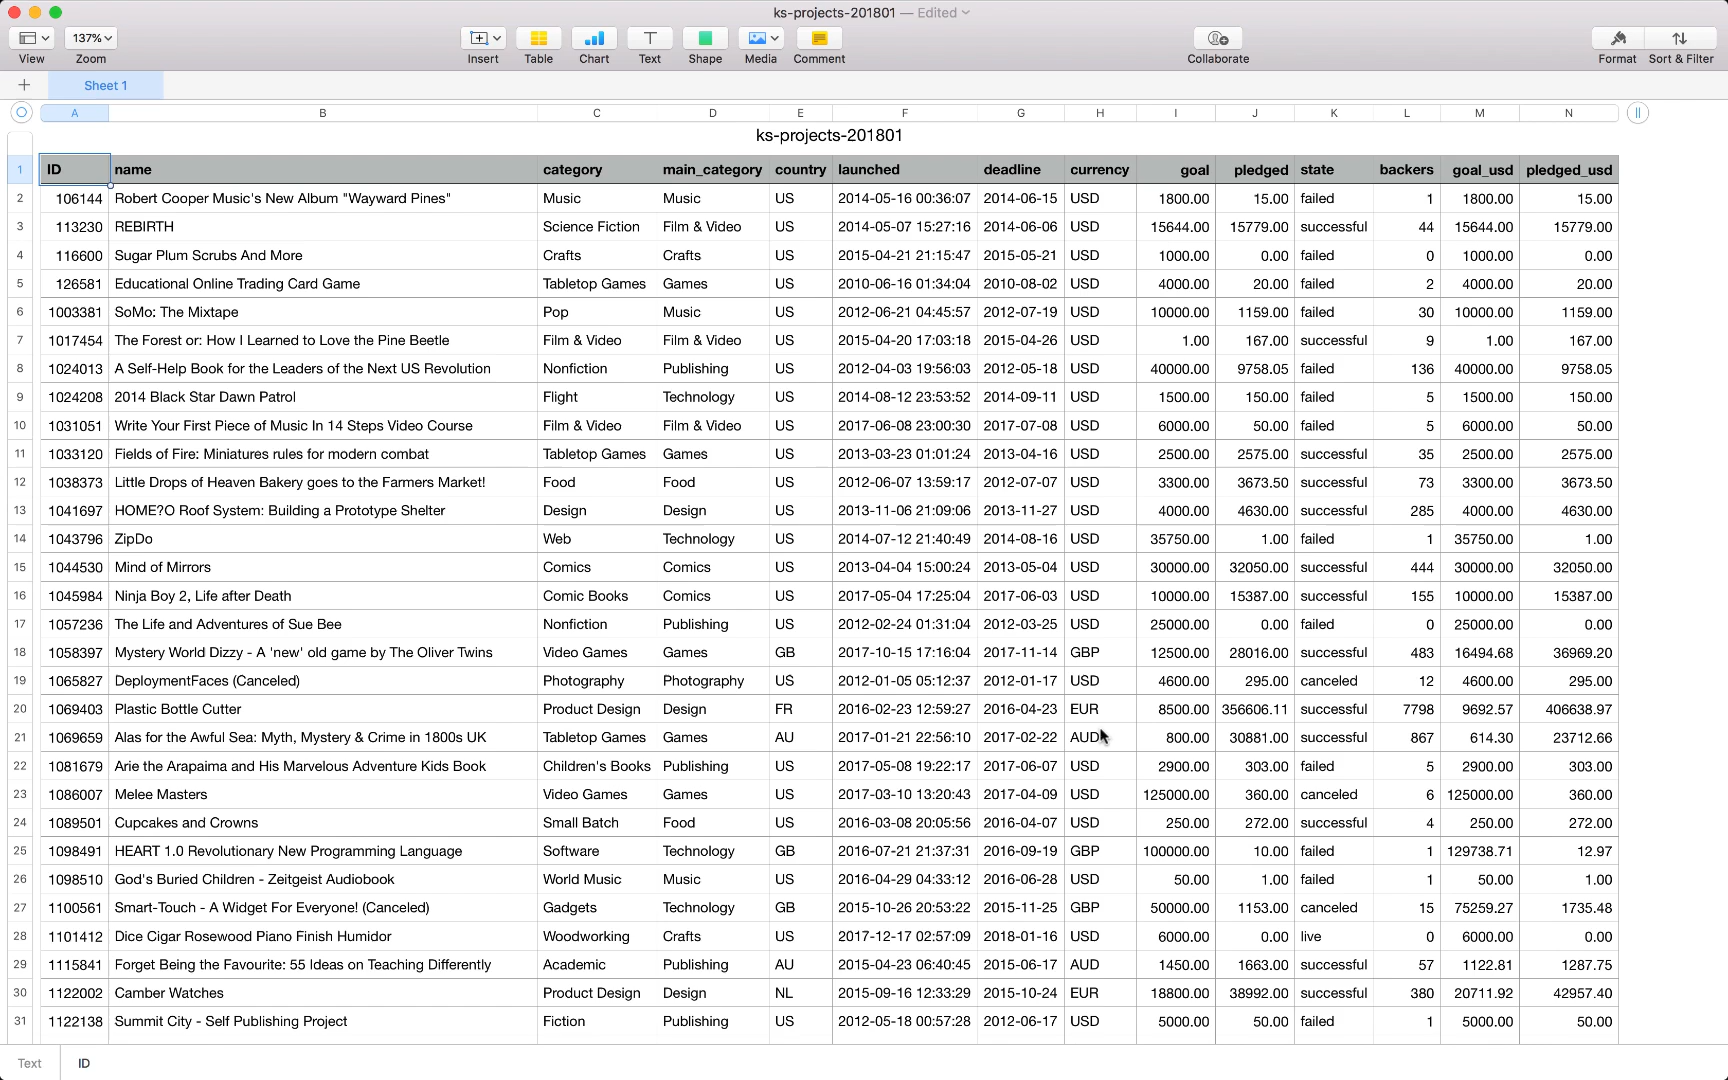 ks-projects-201801 — Edited
137%
View Zoom Insert Table Chart Text Shape Media Comment Collaborate Format Sort & Filter
Sheet 1
A B C D E F G H I J K L M N
ks-projects-201801
1 ID name category main_category country launched deadline currency goal pledged state backers goal_usd pledged_usd
2 106144 Robert Cooper Music's New Album "Wayward Pines" Music Music US 2014-05-16 00:36:07 2014-06-15 USD 1800.00 15.00 failed 1 1800.00 15.00
3 113230 REBIRTH Science Fiction Film & Video US 2014-05-07 15:27:16 2014-06-06 USD 15644.00 15779.00 successful 44 15644.00 15779.00
4 116600 Sugar Plum Scrubs And More Crafts Crafts US 2015-04-21 21:15:47 2015-05-21 USD 1000.00 0.00 failed 0 1000.00 0.00
5 126581 Educational Online Trading Card Game Tabletop Games Games US 2010-06-16 01:34:04 2010-08-02 USD 4000.00 20.00 failed 2 4000.00 20.00
6 1003381 SoMo: The Mixtape Pop Music US 2012-06-21 04:45:57 2012-07-19 USD 10000.00 1159.00 failed 30 10000.00 1159.00
7 1017454 The Forest or: How I Learned to Love the Pine Beetle Film & Video Film & Video US 2015-04-20 17:03:18 2015-04-26 USD 1.00 167.00 successful 9 1.00 167.00
8 1024013 A Self-Help Book for the Leaders of the Next US Revolution Nonfiction Publishing US 2012-04-03 19:56:03 2012-05-18 USD 40000.00 9758.05 failed 136 40000.00 9758.05
9 1024208 2014 Black Star Dawn Patrol Flight Technology US 2014-08-12 23:53:52 2014-09-11 USD 1500.00 150.00 failed 5 1500.00 150.00
10 1031051 Write Your First Piece of Music In 14 Steps Video Course Film & Video Film & Video US 2017-06-08 23:00:30 2017-07-08 USD 6000.00 50.00 failed 5 6000.00 50.00
11 1033120 Fields of Fire: Miniatures rules for modern combat Tabletop Games Games US 2013-03-23 01:01:24 2013-04-16 USD 2500.00 2575.00 successful 35 2500.00 2575.00
12 1038373 Little Drops of Heaven Bakery goes to the Farmers Market! Food Food US 2012-06-07 13:59:17 2012-07-07 USD 3300.00 3673.50 successful 73 3300.00 3673.50
13 1041697 HOME?O Roof System: Building a Prototype Shelter Design Design US 2013-11-06 21:09:06 2013-11-27 USD 4000.00 4630.00 successful 285 4000.00 4630.00
14 1043796 ZipDo Web Technology US 2014-07-12 21:40:49 2014-08-16 USD 35750.00 1.00 failed 1 35750.00 1.00
15 1044530 Mind of Mirrors Comics Comics US 2013-04-04 15:00:24 2013-05-04 USD 30000.00 32050.00 successful 444 30000.00 32050.00
16 1045984 Ninja Boy 2, Life after Death Comic Books Comics US 2017-05-04 17:25:04 2017-06-03 USD 10000.00 15387.00 successful 155 10000.00 15387.00
17 1057236 The Life and Adventures of Sue Bee Nonfiction Publishing US 2012-02-24 01:31:04 2012-03-25 USD 25000.00 0.00 failed 0 25000.00 0.00
18 1058397 Mystery World Dizzy - A 'new' old game by The Oliver Twins Video Games Games GB 2017-10-15 17:16:04 2017-11-14 GBP 12500.00 28016.00 successful 483 16494.68 36969.20
19 1065827 DeploymentFaces (Canceled) Photography Photography US 2012-01-05 05:12:37 2012-01-17 USD 4600.00 295.00 canceled 12 4600.00 295.00
20 1069403 Plastic Bottle Cutter Product Design Design FR 2016-02-23 12:59:27 2016-04-23 EUR 8500.00 356606.11 successful 7798 9692.57 406638.97
21 1069659 Alas for the Awful Sea: Myth, Mystery & Crime in 1800s UK Tabletop Games Games AU 2017-01-21 22:56:10 2017-02-22 AUD 800.00 30881.00 successful 867 614.30 23712.66
22 1081679 Arie the Arapaima and His Marvelous Adventure Kids Book Children's Books Publishing US 2017-05-08 19:22:17 2017-06-07 USD 2900.00 303.00 failed 5 2900.00 303.00
23 1086007 Melee Masters Video Games Games US 2017-03-10 13:20:43 2017-04-09 USD 125000.00 360.00 canceled 6 125000.00 360.00
24 1089501 Cupcakes and Crowns Small Batch Food US 2016-03-08 20:05:56 2016-04-07 USD 250.00 272.00 successful 4 250.00 272.00
25 1098491 HEART 1.0 Revolutionary New Programming Language Software Technology GB 2016-07-21 21:37:31 2016-09-19 GBP 100000.00 10.00 failed 1 129738.71 12.97
26 1098510 God's Buried Children - Zeitgeist Audiobook World Music Music US 2016-04-29 04:33:12 2016-06-28 USD 50.00 1.00 failed 1 50.00 1.00
27 1100561 Smart-Touch - A Widget For Everyone! (Canceled) Gadgets Technology GB 2015-10-26 20:53:22 2015-11-25 GBP 50000.00 1153.00 canceled 15 75259.27 1735.48
28 1101412 Dice Cigar Rosewood Piano Finish Humidor Woodworking Crafts US 2017-12-17 02:57:09 2018-01-16 USD 6000.00 0.00 live 0 6000.00 0.00
29 1115841 Forget Being the Favourite: 55 Ideas on Teaching Differently Academic Publishing AU 2015-04-23 06:40:45 2015-06-17 AUD 1450.00 1663.00 successful 57 1122.81 1287.75
30 1122002 Camber Watches Product Design Design NL 2015-09-16 12:33:29 2015-10-24 EUR 18800.00 38992.00 successful 380 20711.92 42957.40
31 1122138 Summit City - Self Publishing Project Fiction Publishing US 2012-05-18 00:57:28 2012-06-17 USD 5000.00 50.00 failed 1 5000.00 50.00
Text ID